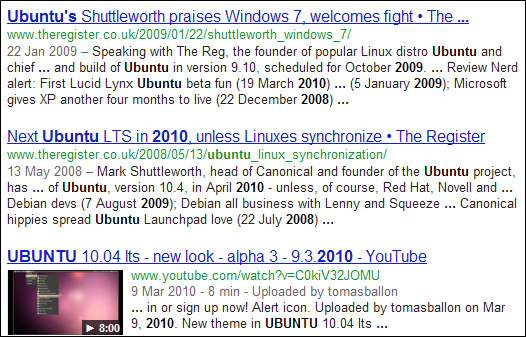 Ubuntu's Shuttleworth praises Windows 7, welcomes fight • The ...
www.theregister.co.uk/2009/01/22/shuttleworth_windows_7/
22 Jan 2009 – Speaking with The Reg, the founder of popular Linux distro Ubuntu and
chief ... and build of Ubuntu in version 9.10, scheduled for October 2009. ... Review Nerd
alert: First Lucid Lynx Ubuntu beta fun (19 March 2010) ... (5 January 2009); Microsoft
gives XP another four months to live (22 December 2008) ...
Next Ubuntu LTS in 2010, unless Linuxes synchronize • The Register
www.theregister.co.uk/2008/05/13/ubuntu_linux_synchronization/
13 May 2008 – Mark Shuttleworth, head of Canonical and founder of the Ubuntu project,
has ... of Ubuntu, version 10.4, in April 2010 - unless, of course, Red Hat, Novell and ...
Debian devs (7 August 2009); Debian all business with Lenny and Squeeze ... Canonical
hippies spread Ubuntu Launchpad love (22 July 2008) ...
UBUNTU 10.04 lts - new look - alpha 3 - 9.3.2010 - YouTube
www.youtube.com/watch?v=C0kiV32JOMU
9 Mar 2010 - 8 min - Uploaded by tomasballon
... in or sign up now! Alert icon. Uploaded by tomasballon on Mar
9, 2010. New theme in UBUNTU 10.04 lts ...
8:00